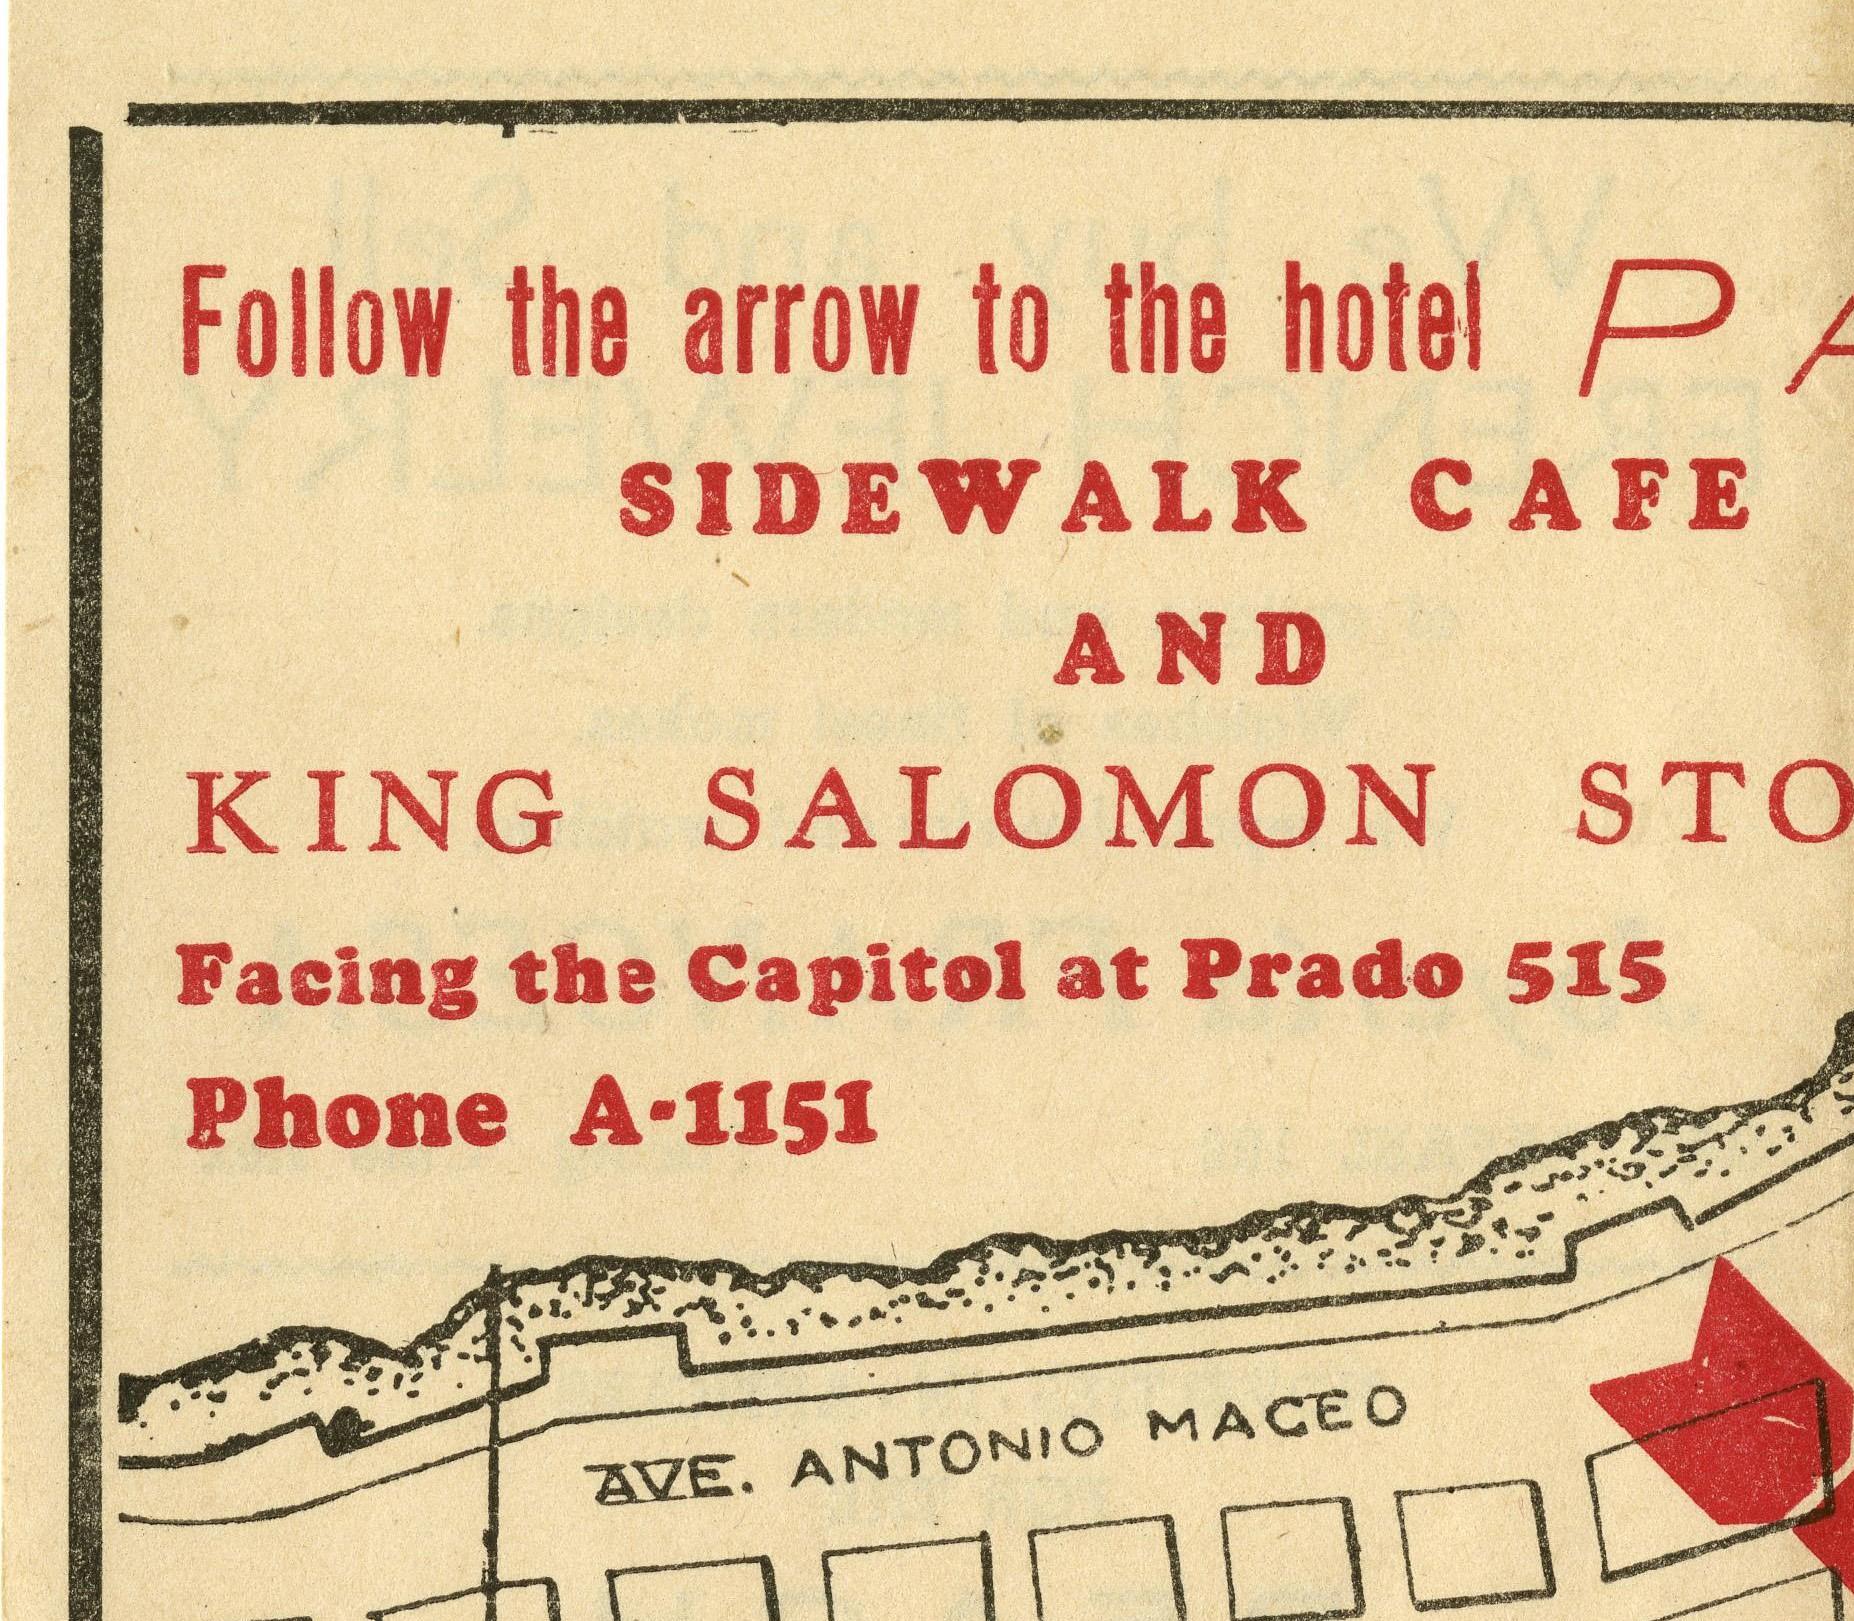 Follow the arrow to the hotel P A
SIDEWALK CAFE
AND
KING SALOMON STO
Facing the Capitol at Prado 515
Phone A-1151
AVE. ANTONIO MACEO